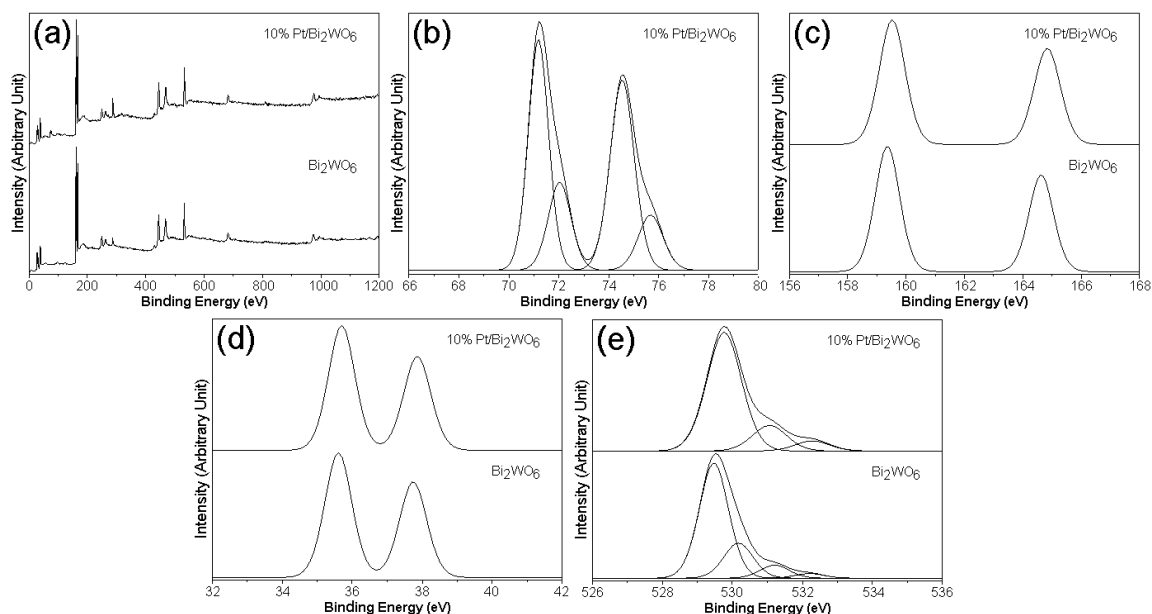 (a)
10% Pt/Bi2WO6
Bi2WO6
Intensity (Arbitrary Unit)
0 200 400 600 800 1000 1200
Binding Energy (eV)
(b)
10% Pt/Bi2WO6
Intensity (Arbitrary Unit)
66 68 70 72 74 76 78 80
Binding Energy (eV)
(c)
10% Pt/Bi2WO6
Bi2WO6
Intensity (Arbitrary Unit)
156 158 160 162 164 166 168
Binding Energy (eV)
(d)
10% Pt/Bi2WO6
Bi2WO6
Intensity (Arbitrary Unit)
32 34 36 38 40 42
Binding Energy (eV)
(e)
10% Pt/Bi2WO6
Bi2WO6
Intensity (Arbitrary Unit)
526 528 530 532 534 536
Binding Energy (eV)